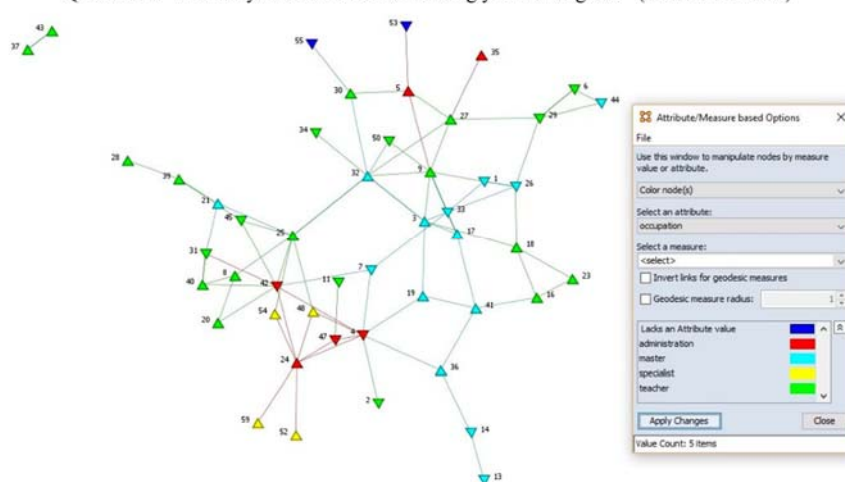 43
37
53
55
35
5
30
6
44
27
29
50
34
28
9
32
1
26
39
33
21
3
17
45
25
18
31
7
8
11
23
42
40
19
16
41
54
48
20
4
47
24
36
2
59
52
14
13
Attribute/Measure based Options
File
Use this window to manipulate nodes by measure
value or attribute.
Color node(s)
Select an attribute:
occupation
Select a measure:
<select>
Invert links for geodesic measures
Geodesic measure radius: 1
Lacks an Attribute value
administration
master
specialist
teacher
Apply Changes Close
Value Count: 5 items